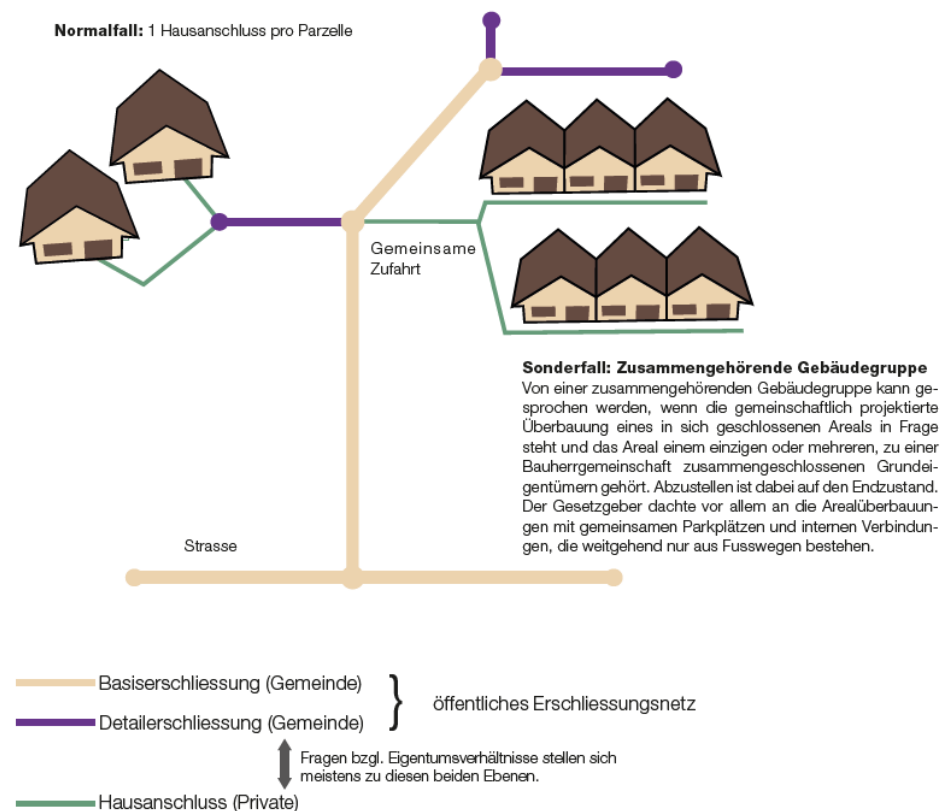 Normalfall: 1 Hausanschluss pro Parzelle
Gemeinsame
Zufahrt
Sonderfall: Zusammengehörende Gebäudegruppe
Von einer zusammengehörenden Gebäudegruppe kann ge-
sprochen werden, wenn die gemeinschaftlich projektierte
Überbauung eines in sich geschlossenen Areals in Frage
steht und das Areal einem einzigen oder mehreren, zu einer
Bauherrgemeinschaft zusammengeschlossenen Grundei-
gentümern gehört. Abzustellen ist dabei auf den Endzustand.
Der Gesetzgeber dachte vor allem an die Arealüberbauun-
gen mit gemeinsamen Parkplätzen und internen Verbindun-
gen, die weitgehend nur aus Fusswegen bestehen.
Strasse
Basiserschliessung (Gemeinde)
Detailerschliessung (Gemeinde)
} öffentliches Erschliessungsnetz
Fragen bzgl. Eigentumsverhältnisse stellen sich
meistens zu diesen beiden Ebenen.
Hausanschluss (Private)